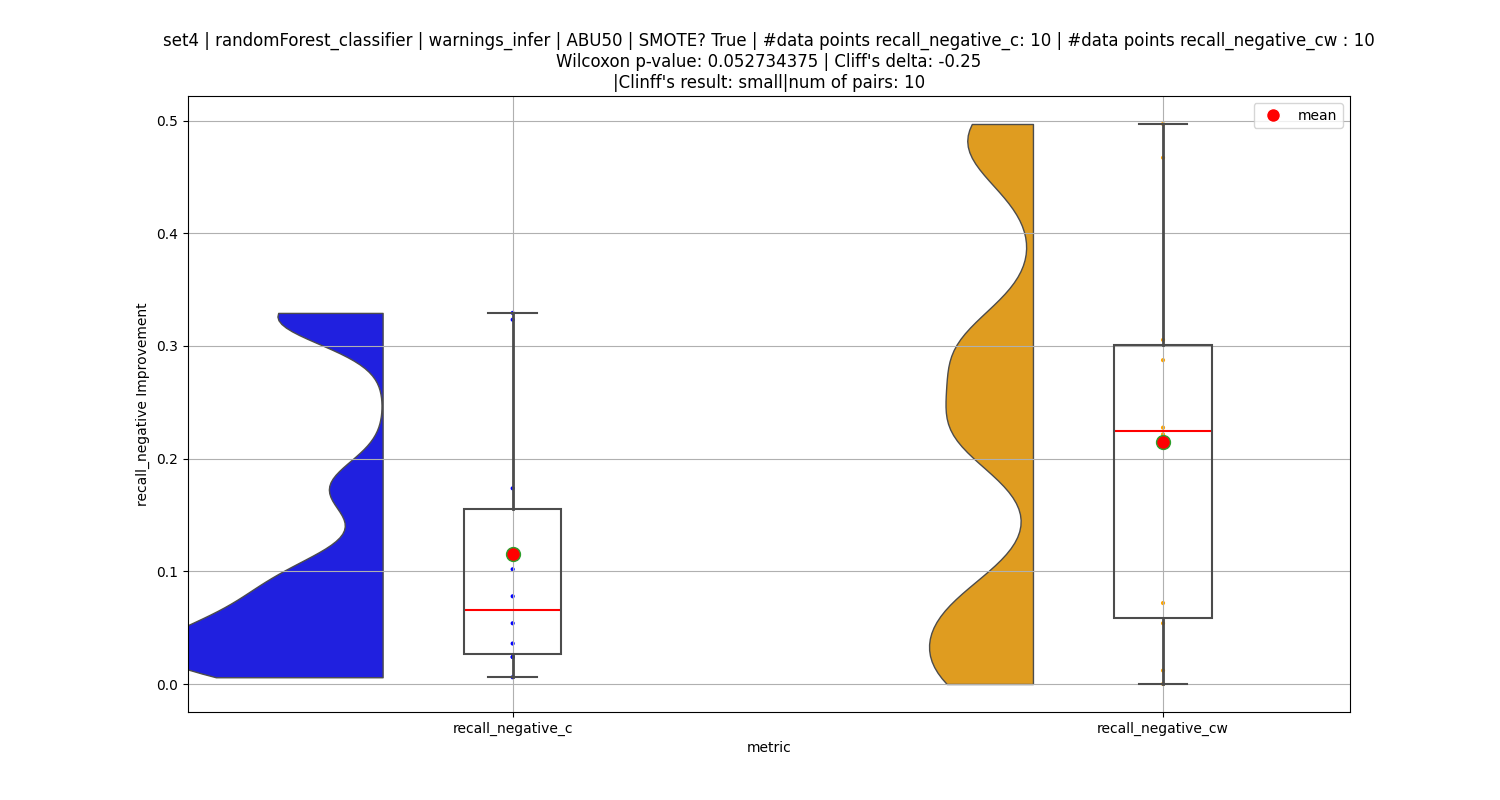 set4 | randomForest_classifier | warnings_infer | ABU50 | SMOTE? True | #data points recall_negative_c: 10 | #data points recall_negative_cw : 10
Wilcoxon p-value: 0.052734375 | Cliff's delta: -0.25
|Clinff's result: small|num of pairs: 10
mean
0.5
0.4
0.3
0.2
0.1
0.0
recall_negative Improvement
recall_negative_c
recall_negative_cw
metric